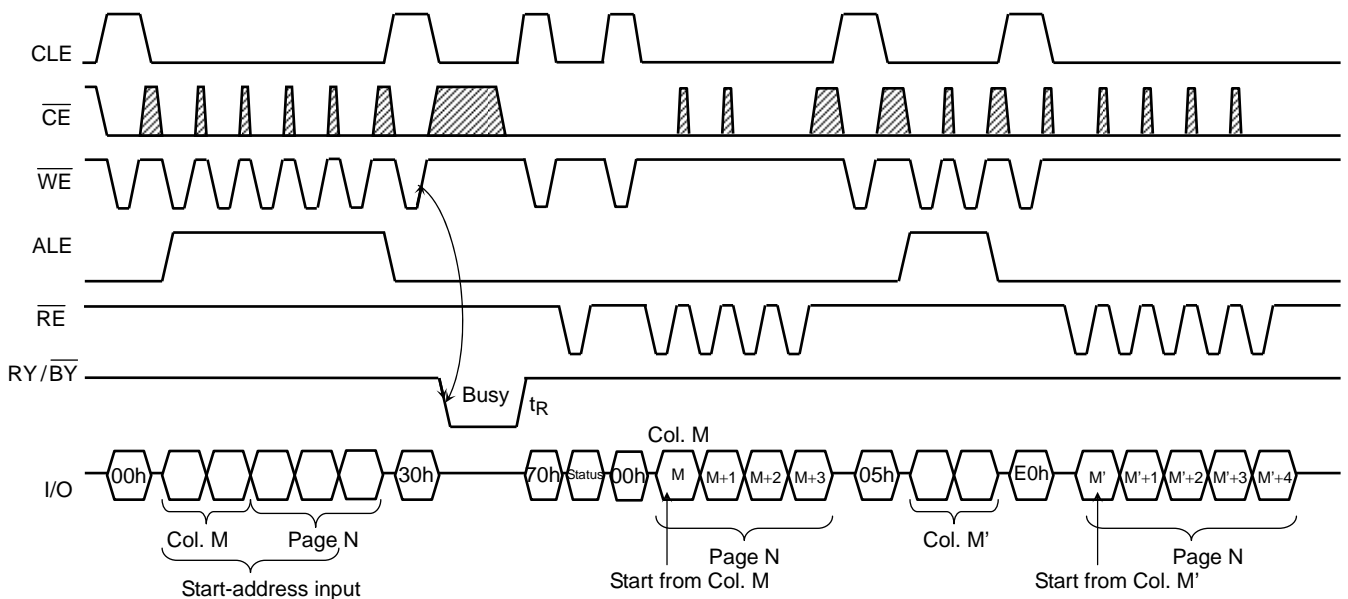 CLE
CE
WE
ALE
RE
RY/BY
Busy
tR
Col. M
I/O
00h
30h
70h
Status
00h
M
M+1
M+2
M+3
05h
E0h
M'
M'+1
M'+2
M'+3
M'+4
Col. M
Page N
Col. M’
Page N
Page N
Start-address input
Start from Col. M
Start from Col. M’